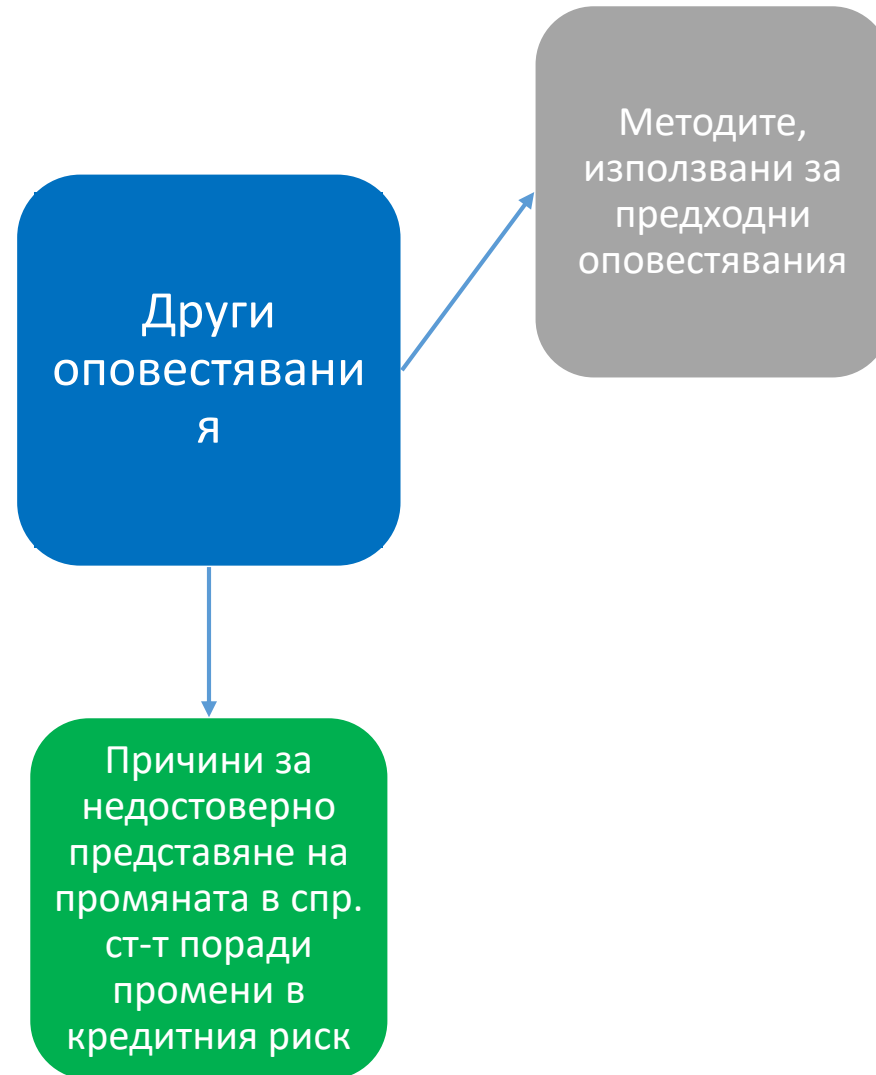 Методите,
използвани за
предходни
оповестявания
Други
оповестявани
я
Причини за
недостоверно
представяне на
промяната в спр.
ст-т поради
промени в
кредитния риск